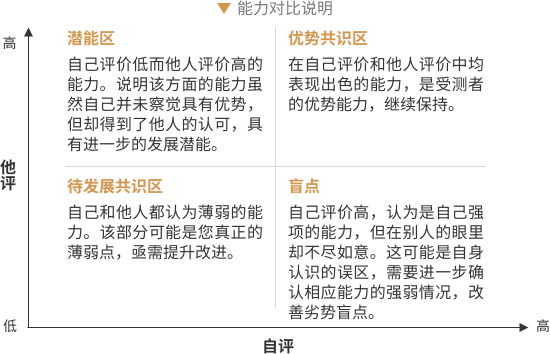 ▼ 能力对比说明
高
潜能区
自己评价低而他人评价高的
能力。说明该方面的能力虽
然自己并未察觉具有优势，
但却得到了他人的认可，具
有进一步的发展潜能。
优势共识区
在自己评价和他人评价中均
表现出色的能力，是受测者
的优势能力，继续保持。
他评
待发展共识区
自己和他人都认为薄弱的能
力。该部分可能是您真正的
薄弱点，亟需提升改进。
盲点
自己评价高，认为是自己强
项的能力，但在别人的眼里
却不尽如意。这可能是自身
认识的误区，需要进一步确
认相应能力的强弱情况，改
善劣势盲点。
低
自评
高